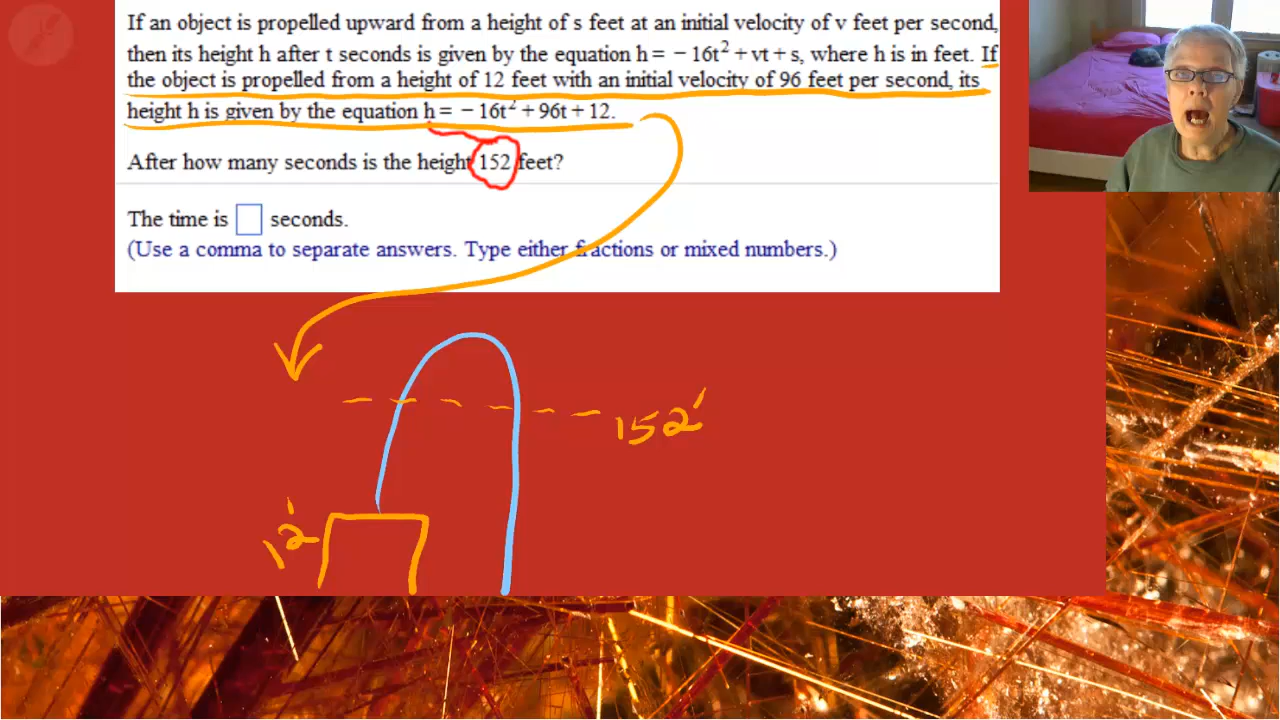 If an object is propelled upward from a height of s feet at an initial velocity of v feet per second,
then its height h after t seconds is given by the equation h = − 16t² + vt + s, where h is in feet. If
the object is propelled from a height of 12 feet with an initial velocity of 96 feet per second, its
height h is given by the equation h = − 16t² + 96t + 12.
After how many seconds is the height 152 feet?
The time is seconds.
(Use a comma to separate answers. Type either fractions or mixed numbers.)
152'
12'